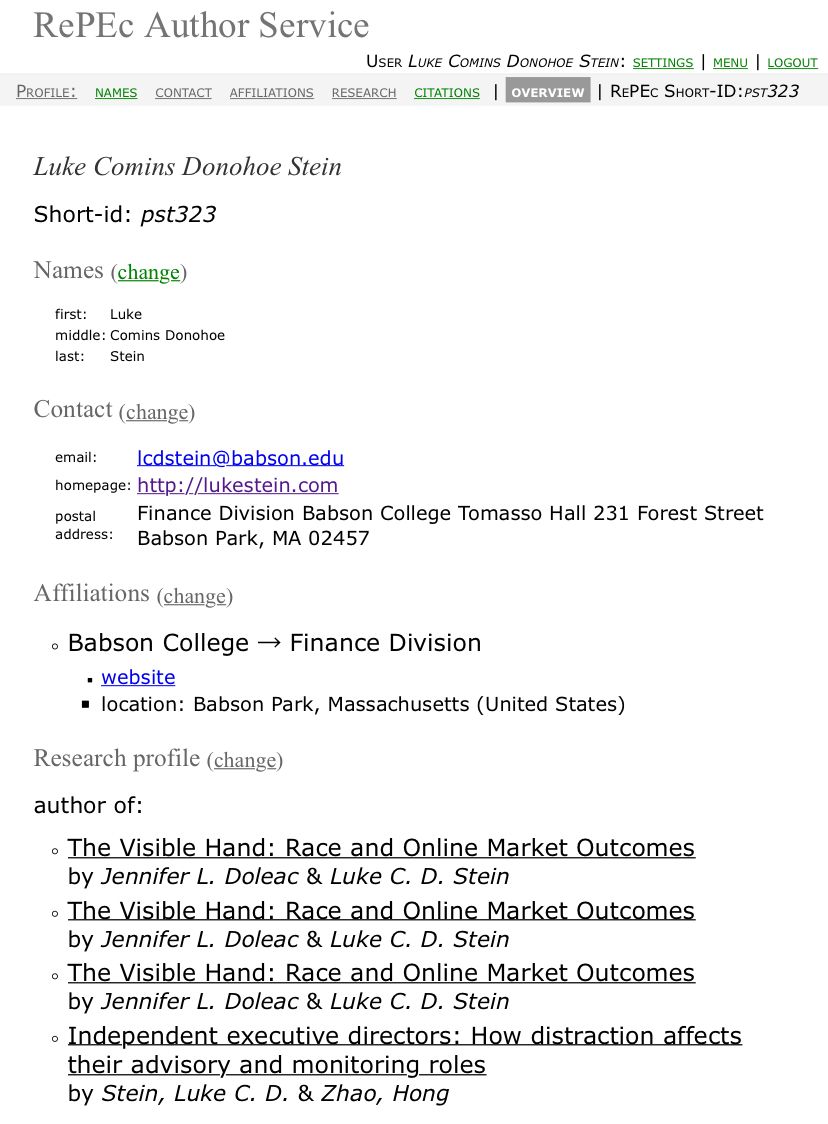 RePEc Author Service
User Luke Comins Donohoe Stein: settings | menu | logout
Profile: names contact affiliations research citations | overview | RePEc Short-ID:pst323
Luke Comins Donohoe Stein
Short-id: pst323
Names (change)
first: Luke
middle: Comins Donohoe
last: Stein
Contact (change)
email: lcdstein@babson.edu
homepage: http://lukestein.com
postal address: Finance Division Babson College Tomasso Hall 231 Forest Street
Babson Park, MA 02457
Affiliations (change)
Babson College → Finance Division
website
location: Babson Park, Massachusetts (United States)
Research profile (change)
author of:
The Visible Hand: Race and Online Market Outcomes
by Jennifer L. Doleac & Luke C. D. Stein
The Visible Hand: Race and Online Market Outcomes
by Jennifer L. Doleac & Luke C. D. Stein
The Visible Hand: Race and Online Market Outcomes
by Jennifer L. Doleac & Luke C. D. Stein
Independent executive directors: How distraction affects
their advisory and monitoring roles
by Stein, Luke C. D. & Zhao, Hong